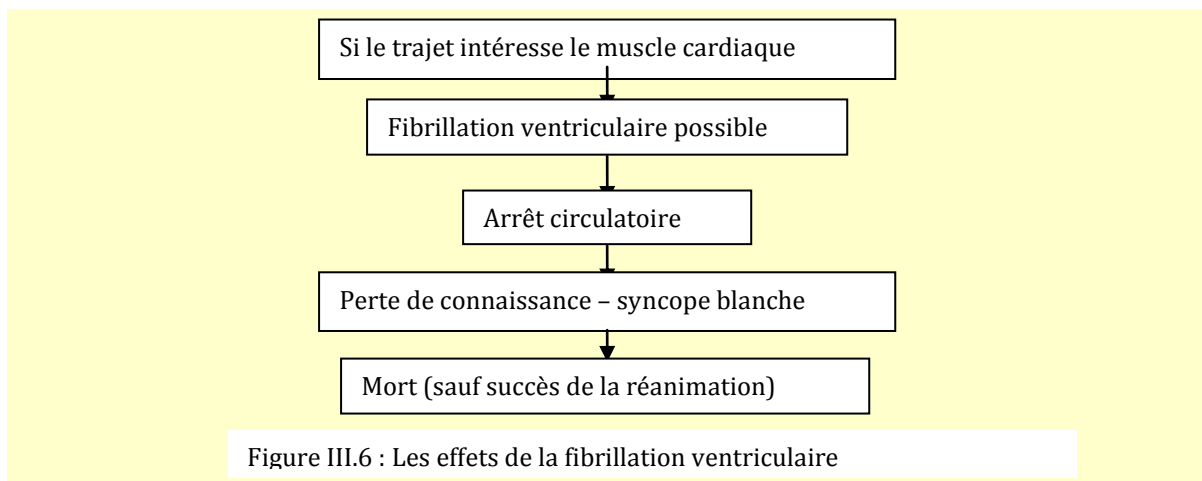 Si le trajet intéresse le muscle cardiaque
Fibrillation ventriculaire possible
Arrêt circulatoire
Perte de connaissance – syncope blanche
Mort (sauf succès de la réanimation)
Figure III.6 : Les effets de la fibrillation ventriculaire